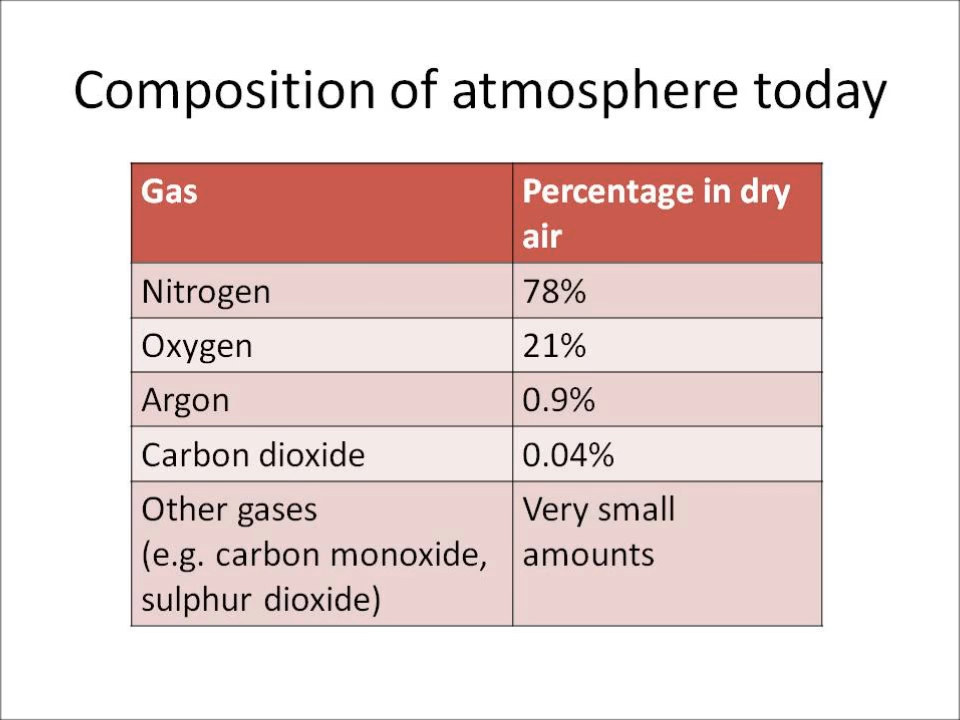 Composition of atmosphere today
Gas
Percentage in dry
air
Nitrogen
78%
Oxygen
21%
Argon
0.9%
Carbon dioxide
0.04%
Other gases
(e.g. carbon monoxide,
sulphur dioxide)
Very small
amounts